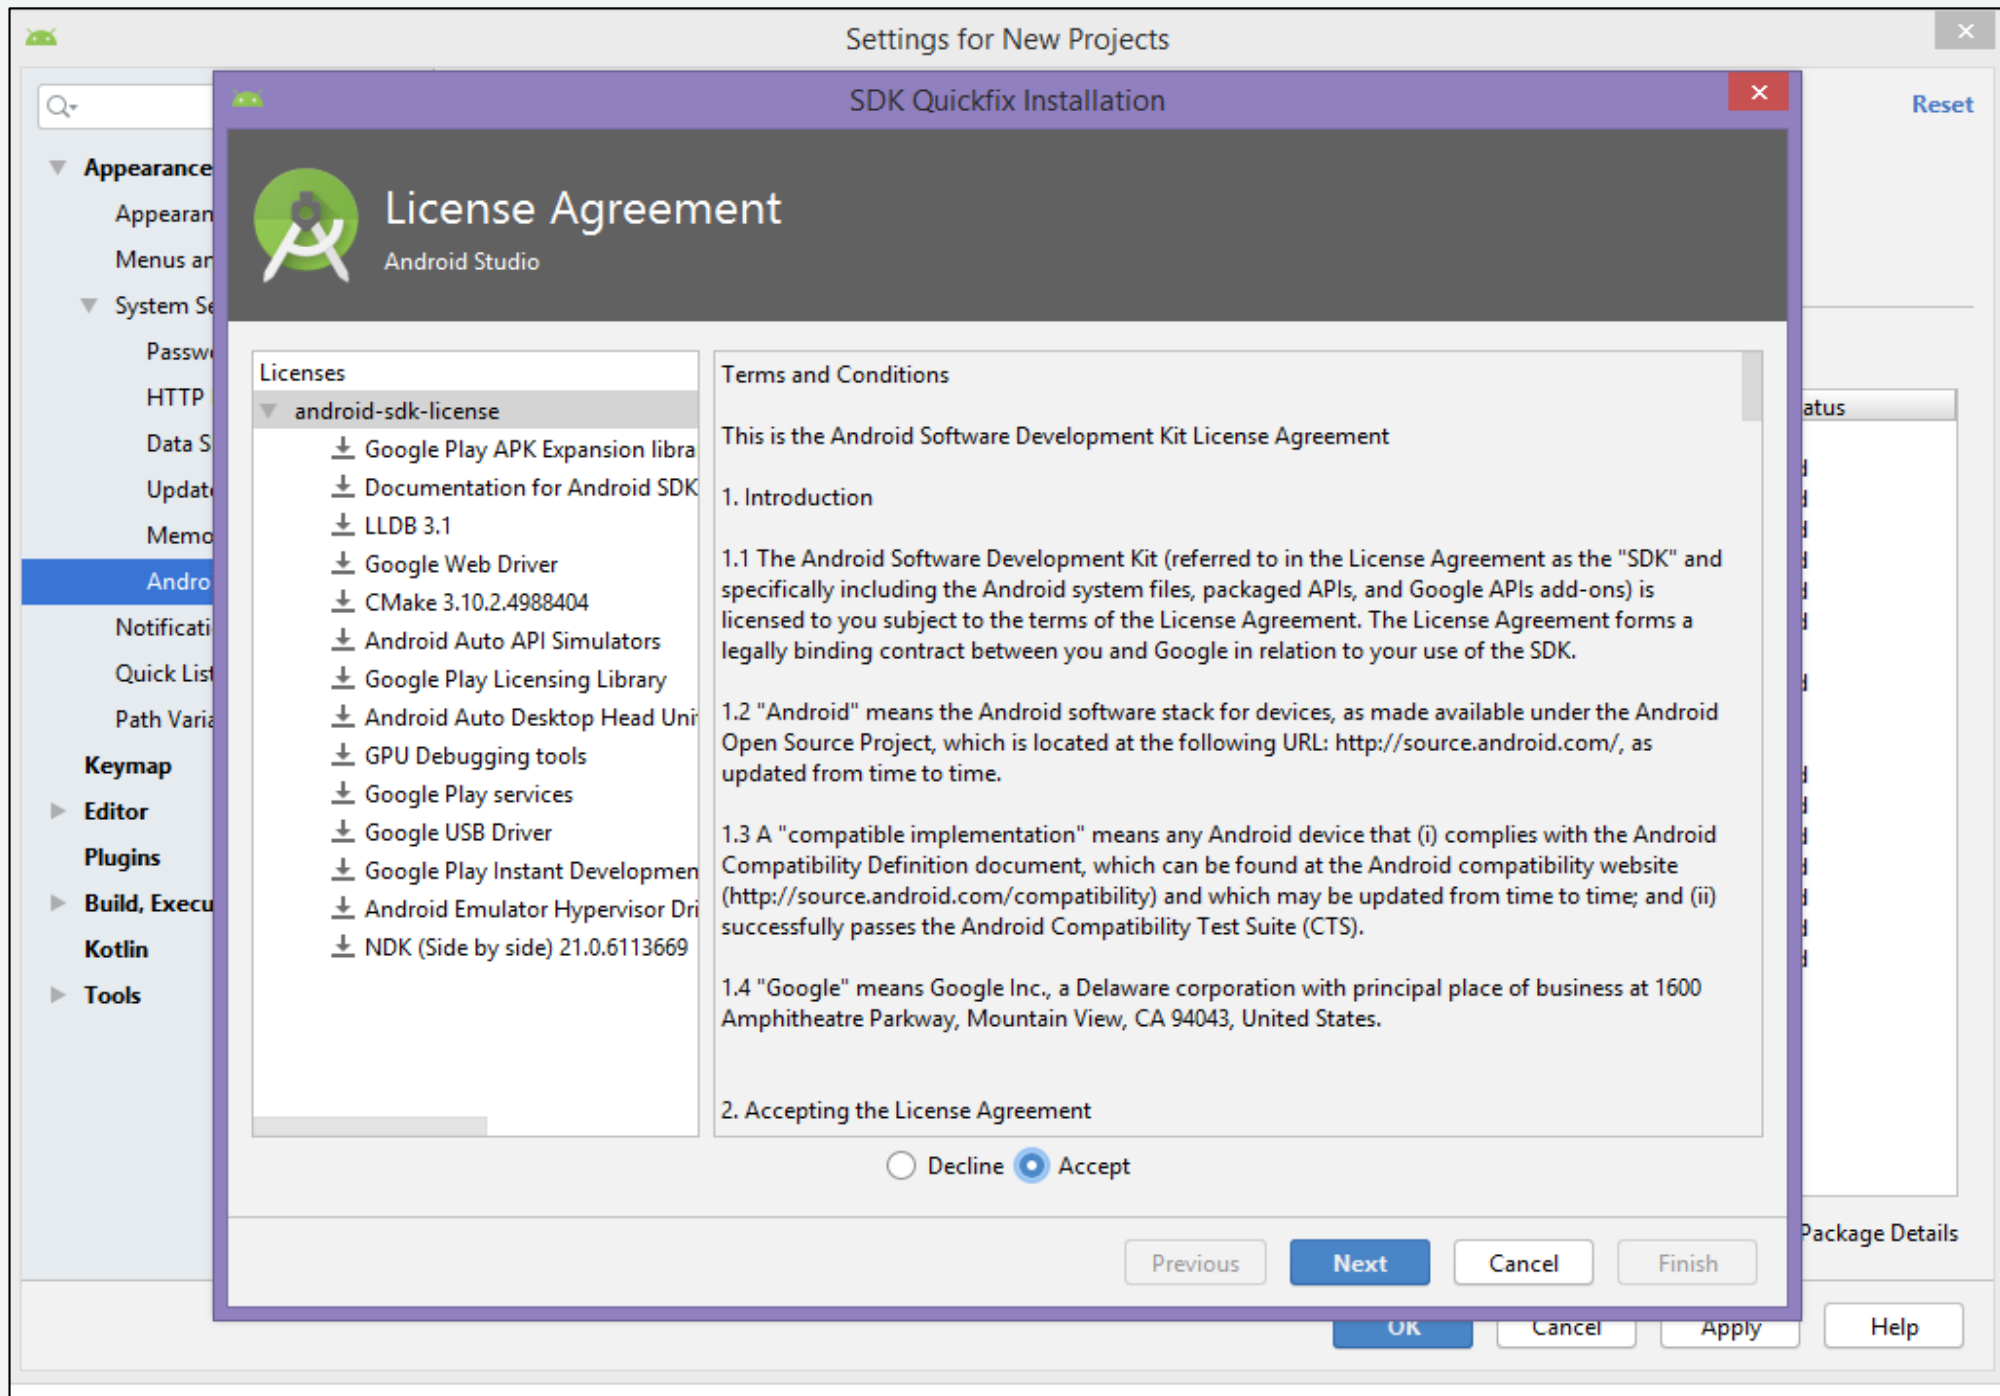 Settings for New Projects
SDK Quickfix Installation
Reset
License Agreement
Android Studio
Appearance
Appearan
Menus an
System Se
Passw
HTTP
Data S
Updat
Memo
Andro
Notificati
Quick List
Path Varia
Keymap
Editor
Plugins
Build, Execu
Kotlin
Tools
Licenses
android-sdk-license
Google Play APK Expansion libra
Documentation for Android SDK
LLDB 3.1
Google Web Driver
CMake 3.10.2.4988404
Android Auto API Simulators
Google Play Licensing Library
Android Auto Desktop Head Uni
GPU Debugging tools
Google Play services
Google USB Driver
Google Play Instant Developmen
Android Emulator Hypervisor Dri
NDK (Side by side) 21.0.6113669
Terms and Conditions
This is the Android Software Development Kit License Agreement
1. Introduction
1.1 The Android Software Development Kit (referred to in the License Agreement as the "SDK" and
specifically including the Android system files, packaged APIs, and Google APIs add-ons) is
licensed to you subject to the terms of the License Agreement. The License Agreement forms a
legally binding contract between you and Google in relation to your use of the SDK.
1.2 "Android" means the Android software stack for devices, as made available under the Android
Open Source Project, which is located at the following URL: http://source.android.com/, as
updated from time to time.
1.3 A "compatible implementation" means any Android device that (i) complies with the Android
Compatibility Definition document, which can be found at the Android compatibility website
(http://source.android.com/compatibility) and which may be updated from time to time; and (ii)
successfully passes the Android Compatibility Test Suite (CTS).
1.4 "Google" means Google Inc., a Delaware corporation with principal place of business at 1600
Amphitheatre Parkway, Mountain View, CA 94043, United States.
2. Accepting the License Agreement
atus
Decline Accept
Package Details
Previous Next Cancel Finish
OK Cancel Apply Help